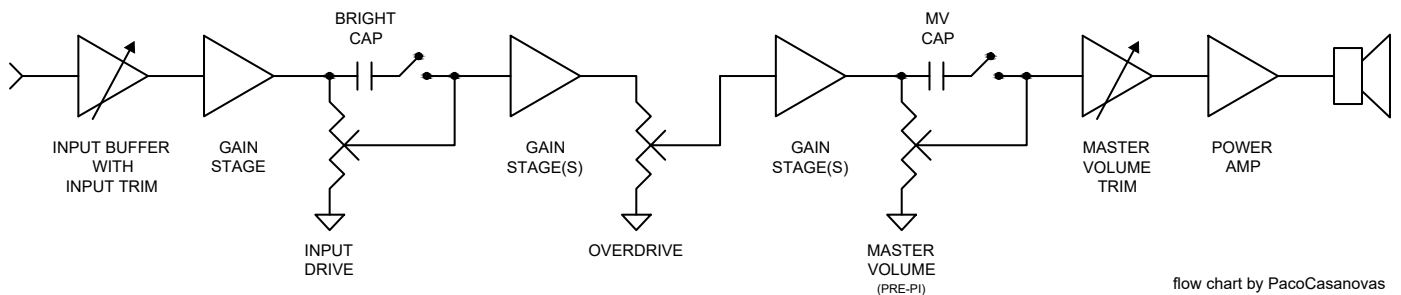 BRIGHT
CAP
MV
CAP
INPUT BUFFER
WITH
INPUT TRIM
GAIN
STAGE
GAIN
STAGE(S)
GAIN
STAGE(S)
MASTER
VOLUME
TRIM
POWER
AMP
INPUT
DRIVE
OVERDRIVE
MASTER
VOLUME
(PRE-PI)
flow chart by PacoCasanovas